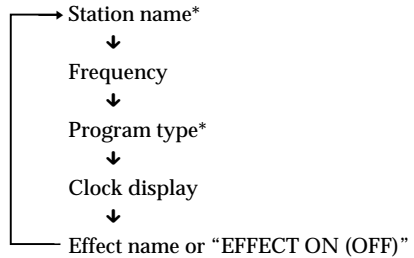 Station name*
Frequency
Program type*
Clock display
Effect name or “EFFECT ON (OFF)”